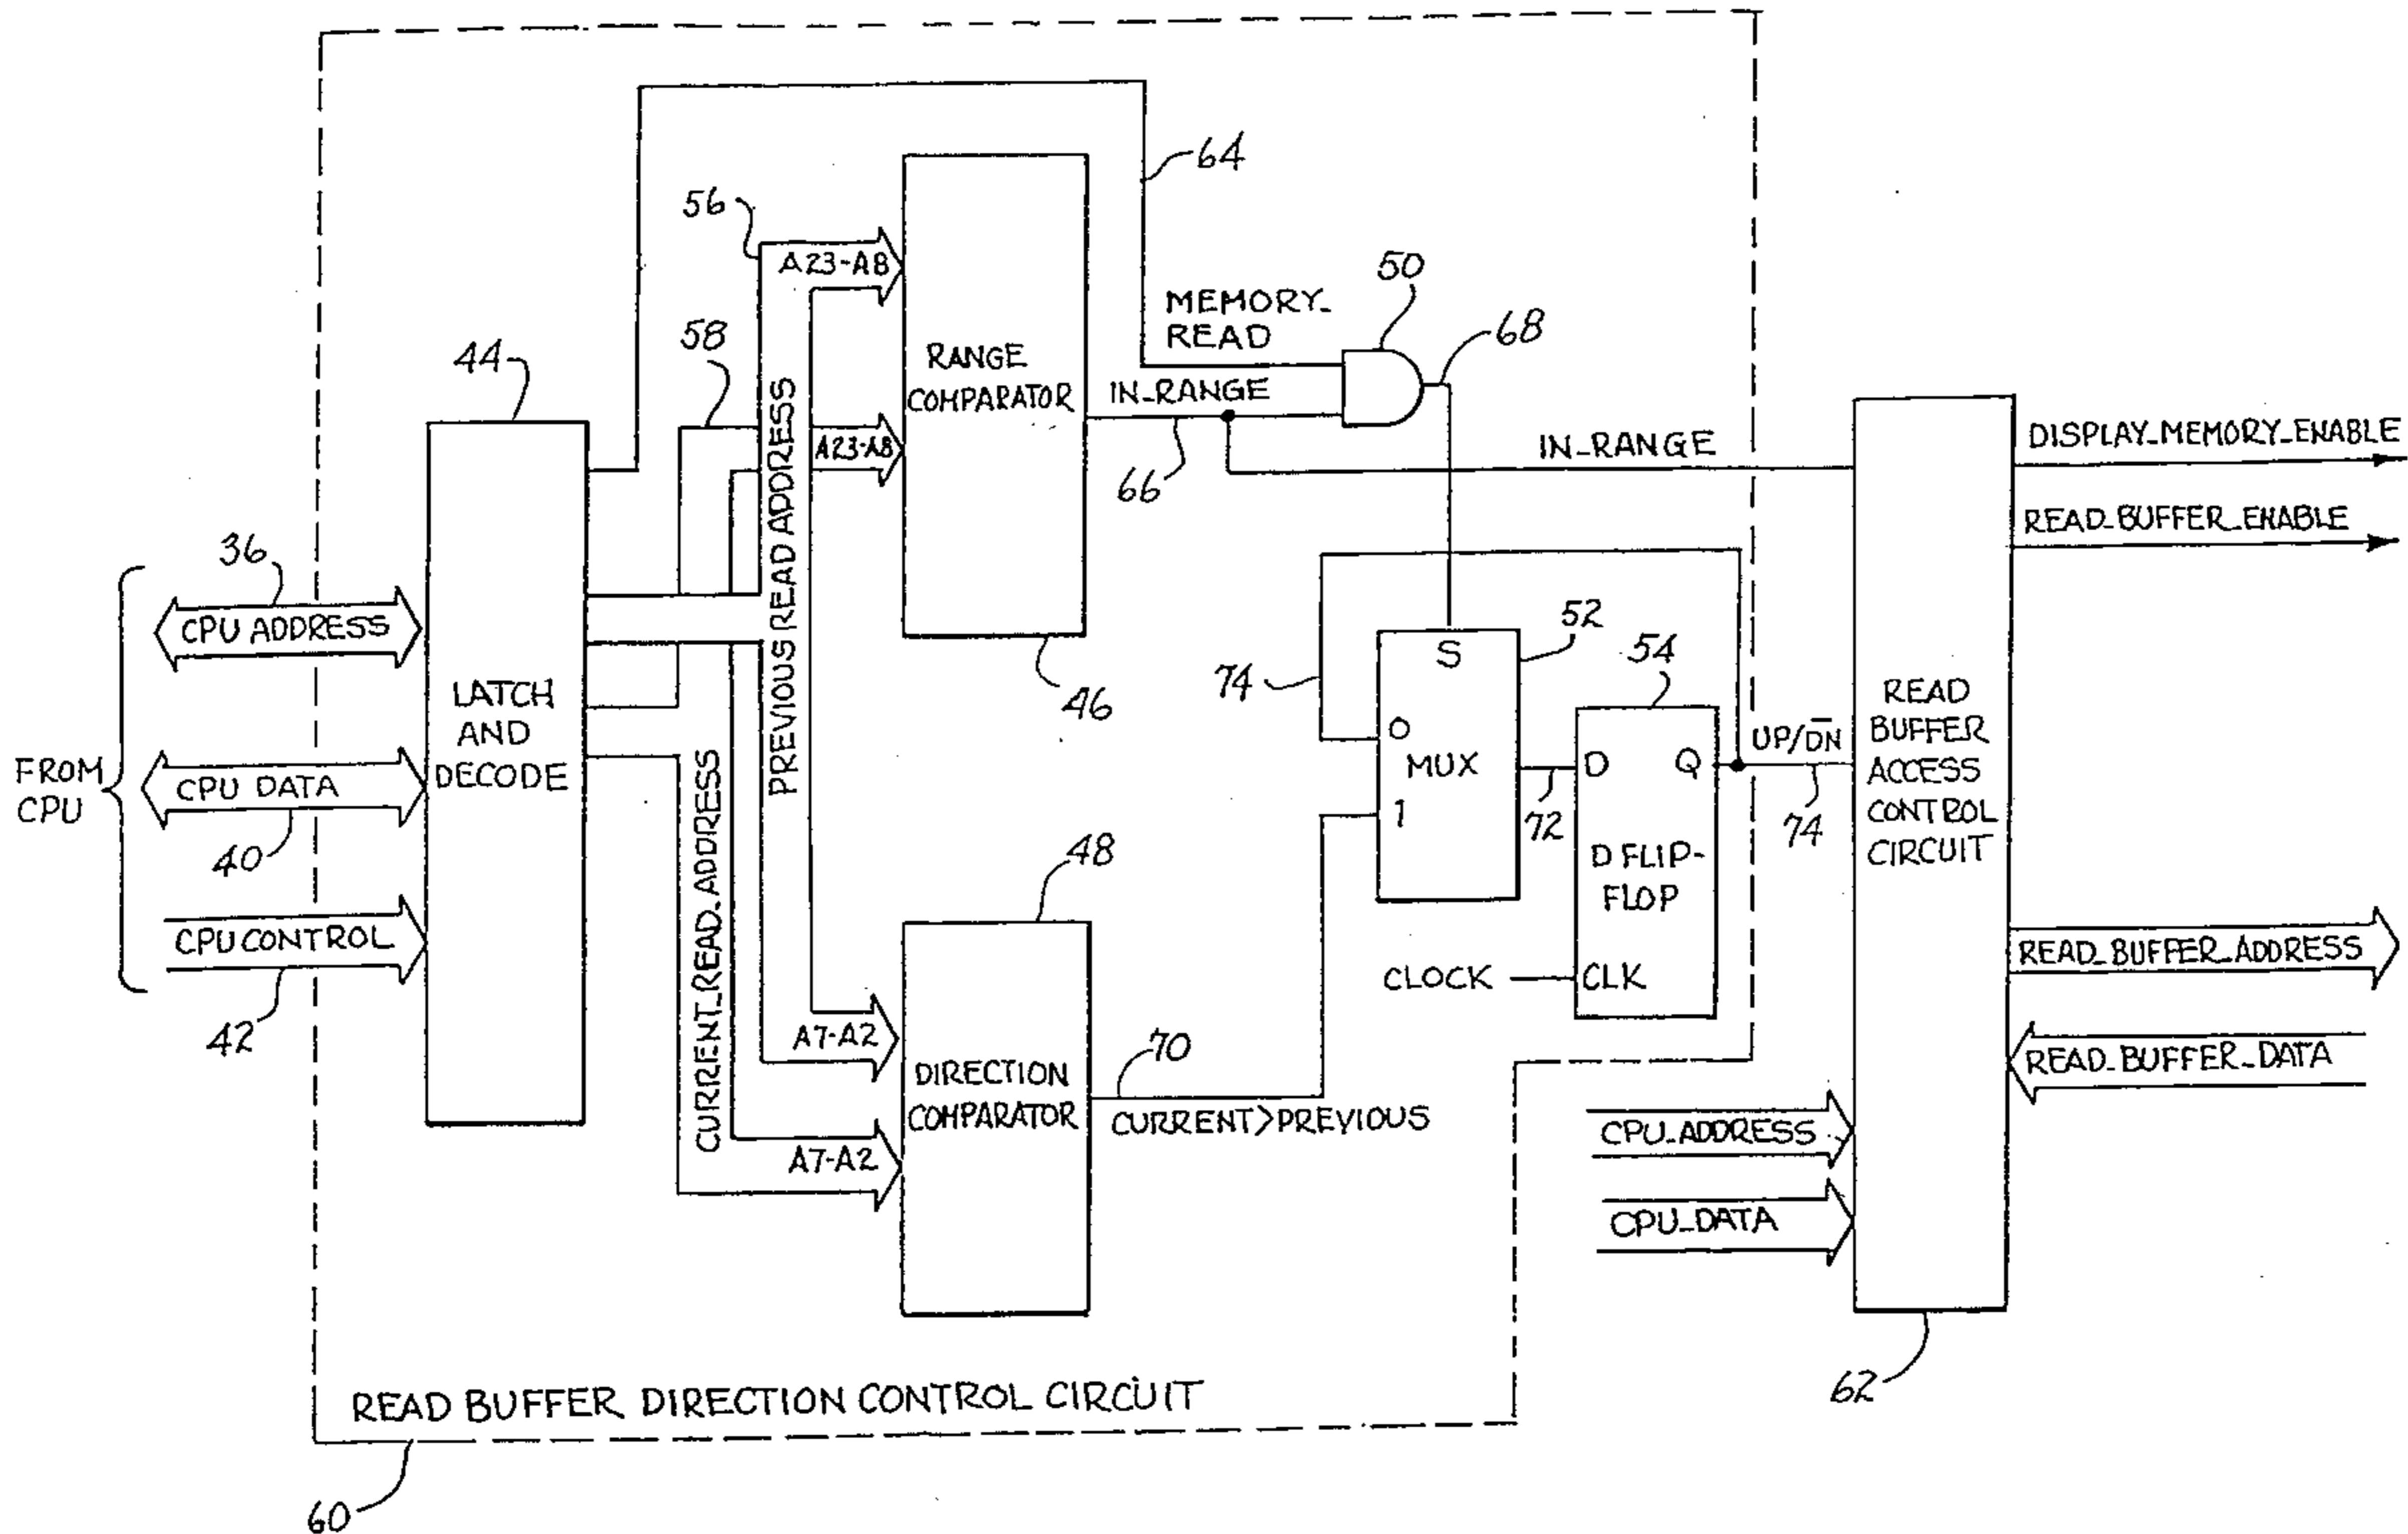 64
56
A23-A8
50
MEMORY_
READ
68
58
44
RANGE
COMPARATOR
IN_RANGE
A23-A8
66
IN_RANGE
DISPLAY_MEMORY_ENABLE
READ_BUFFER_ENABLE
36
CPU ADDRESS
PREVIOUS READ ADDRESS
46
74
S
52
54
0
MUX
1
72
D
Q
D FLIP-
FLOP
CLOCK
CLK
UP/D̅N̅
74
READ
BUFFER
ACCESS
CONTROL
CIRCUIT
LATCH
AND
DECODE
FROM
CPU
CPU DATA
40
CPU CONTROL
42
CURRENT_READ_ADDRESS
48
A7-A2
DIRECTION
COMPARATOR
70
CURRENT>PREVIOUS
A7-A2
READ_BUFFER_ADDRESS
READ_BUFFER_DATA
CPU_ADDRESS
CPU_DATA
62
READ BUFFER DIRECTION CONTROL CIRCUIT
60